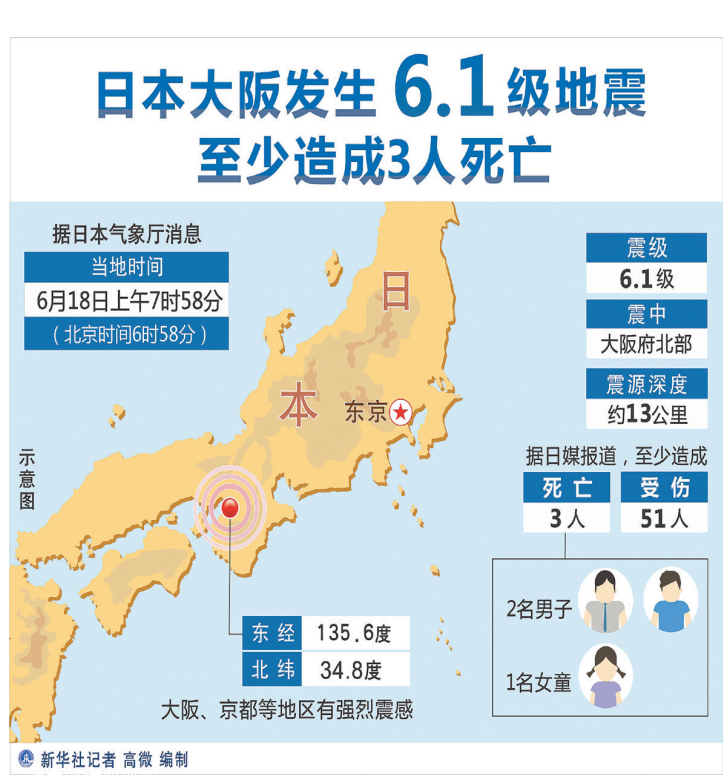 日本大阪发生6.1级地震
至少造成3人死亡
据日本气象厅消息
当地时间
6月18日上午7时58分
（北京时间6时58分）
震级
6.1级
震中
大阪府北部
震源深度
约13公里
日
本
东京
示意图
据日媒报道，至少造成
死亡 受伤
3人 51人
2名男子
1名女童
东经 135.6度
北纬 34.8度
大阪、京都等地区有强烈震感
新华社记者 高微 编制